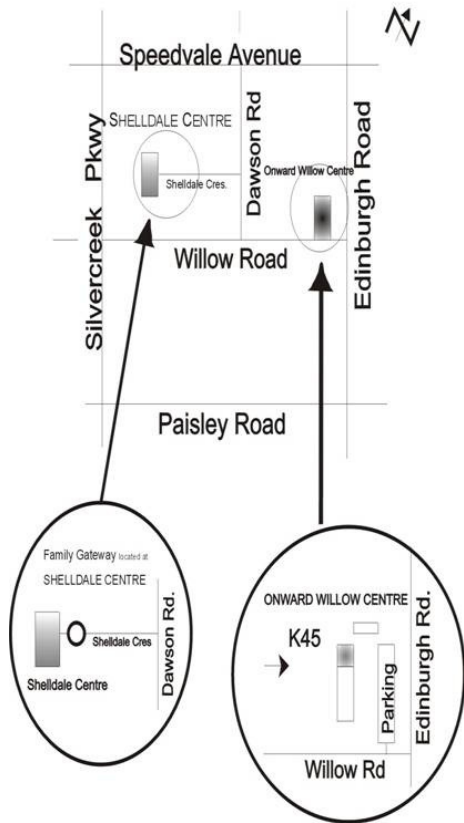 N
Speedvale Avenue
SHELLDALE CENTRE
Silvercreek Pkwy
Shelldale Cres.
Dawson Rd
Onward Willow Centre
Edinburgh Road
Willow Road
Paisley Road
Family Gateway located at
SHELLDALE CENTRE
Shelldale Cres
Dawson Rd.
Shelldale Centre
ONWARD WILLOW CENTRE
K45
Parking
Edinburgh Rd.
Willow Rd